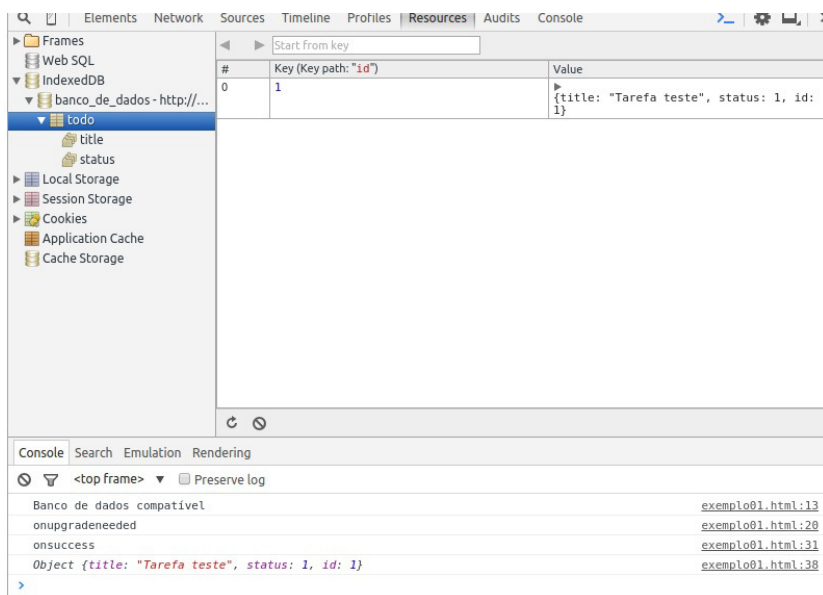 Elements Network Sources Timeline Profiles Resources Audits Console
Frames
Web SQL
IndexedDB
banco_de_dados - http://...
todo
title
status
Local Storage
Session Storage
Cookies
Application Cache
Cache Storage
Start from key
# Key (Key path: "id") Value
0 1 {title: "Tarefa teste", status: 1, id:
1}
Console Search Emulation Rendering
<top frame> Preserve log
Banco de dados compatível exemplo01.html:13
onupgradeneeded exemplo01.html:20
onsuccess exemplo01.html:31
Object {title: "Tarefa teste", status: 1, id: 1} exemplo01.html:38